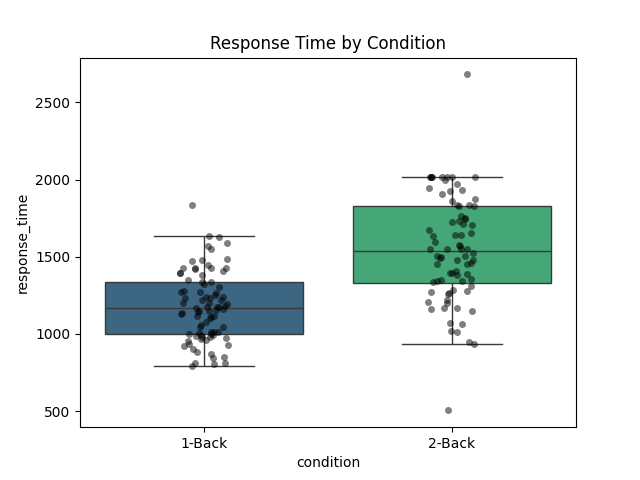 Response Time by Condition
response_time
2500
2000
1500
1000
500
1-Back
2-Back
condition